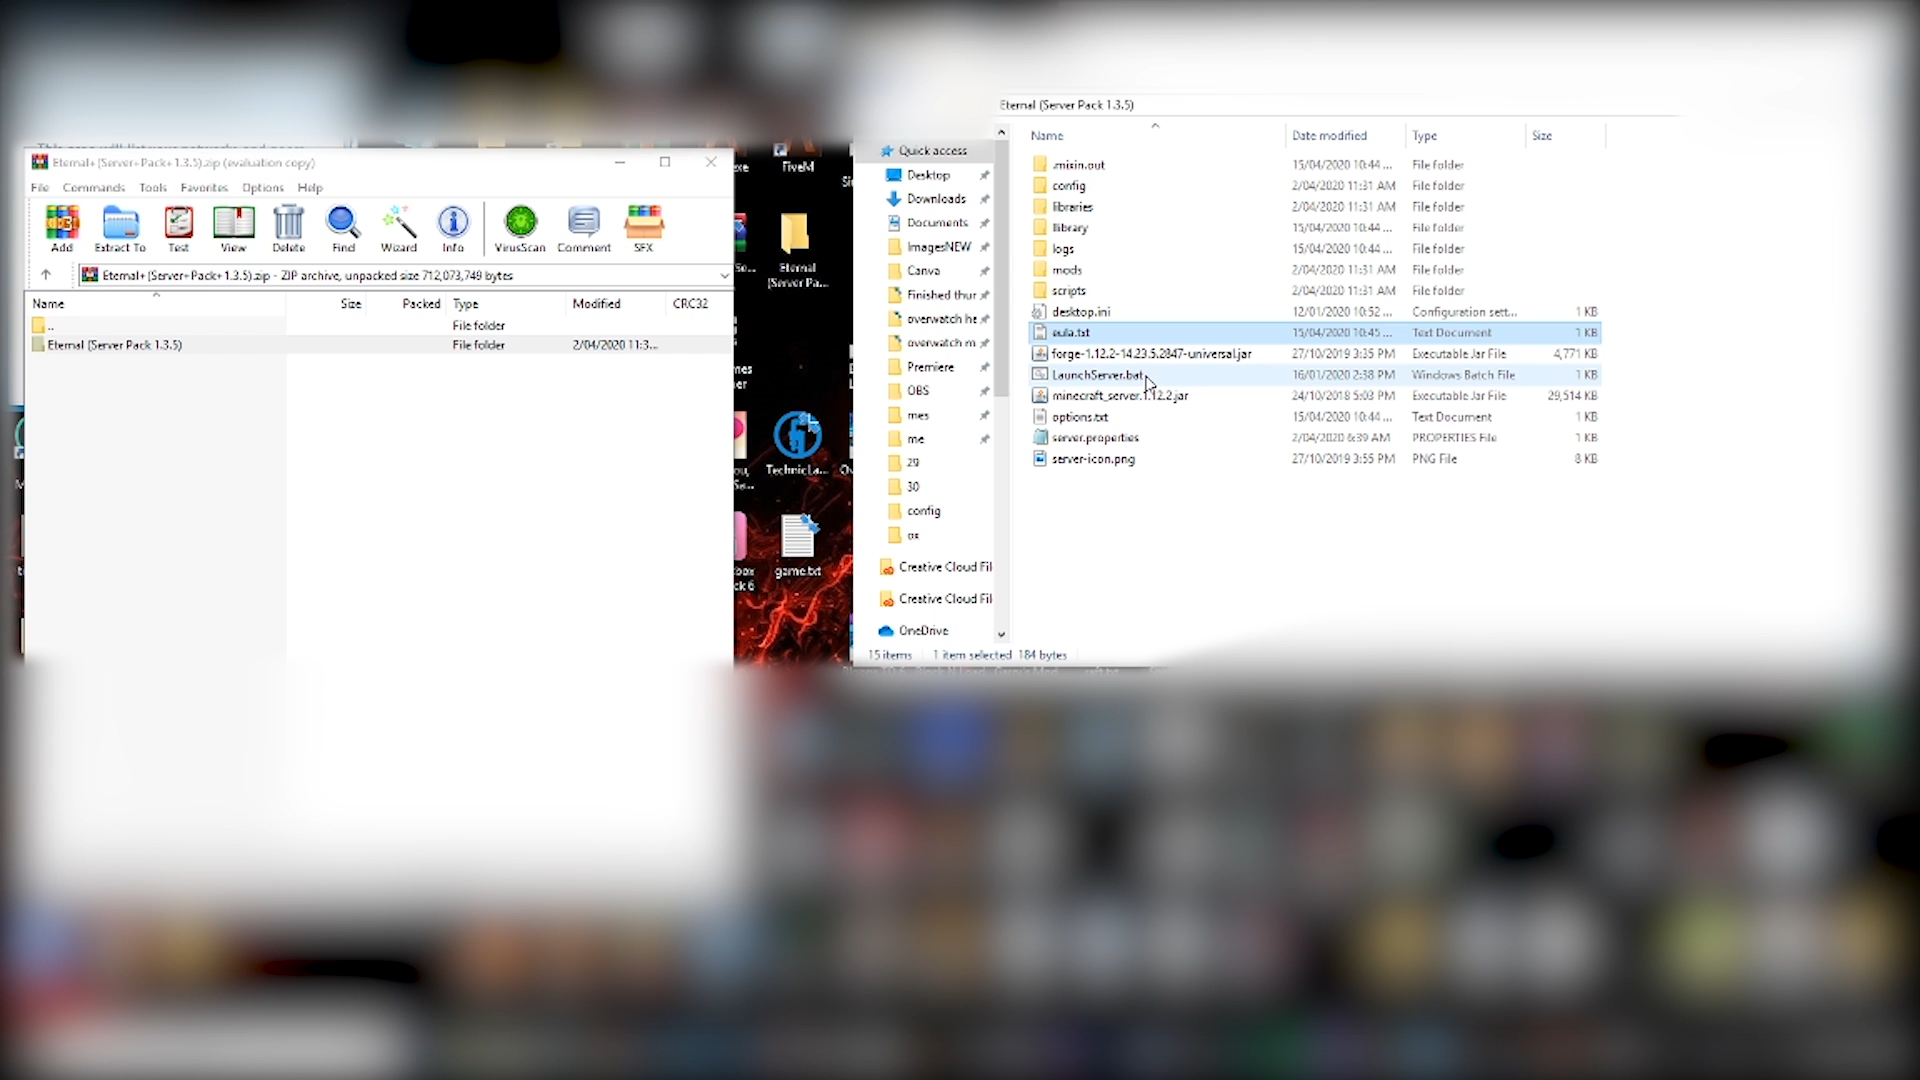 Eternal+(Server+Pack+1.3.5).zip (evaluation copy)
File Commands Tools Favorites Options Help
Add Extract To Test View Delete Find Wizard Info VirusScan Comment SFX
Eternal+(Server+Pack+1.3.5).zip - ZIP archive, unpacked size 712,073,749 bytes
Name Size Packed Type Modified CRC32
.. File folder
Eternal (Server Pack 1.3.5) File folder 2/04/2020 11:3...
FiveM
Eternal
(Server Pa...
TechnicLa...
game.txt
Eternal (Server Pack 1.3.5)
Quick access
Desktop
Downloads
Documents
ImagesNEW
Canva
Finished thur
overwatch he
overwatch m
Premiere
OBS
mes
me
29
30
config
ox
Creative Cloud Fil
Creative Cloud Fil
OneDrive
Name Date modified Type Size
.mixin.out 15/04/2020 10:44 ... File folder
config 2/04/2020 11:31 AM File folder
libraries 2/04/2020 11:31 AM File folder
llibrary 15/04/2020 10:44 ... File folder
logs 15/04/2020 10:44 ... File folder
mods 2/04/2020 11:31 AM File folder
scripts 2/04/2020 11:31 AM File folder
desktop.ini 12/01/2020 10:52 ... Configuration sett... 1 KB
eula.txt 15/04/2020 10:45 ... Text Document 1 KB
forge-1.12.2-14.23.5.2847-universal.jar 27/10/2019 3:35 PM Executable Jar File 4,771 KB
LaunchServer.bat 16/01/2020 2:38 PM Windows Batch File 1 KB
minecraft_server.1.12.2.jar 24/10/2018 5:03 PM Executable Jar File 29,514 KB
options.txt 15/04/2020 10:44 ... Text Document 1 KB
server.properties 2/04/2020 6:39 AM PROPERTIES File 1 KB
server-icon.png 27/10/2019 3:55 PM PNG File 8 KB
15 items 1 item selected 184 bytes